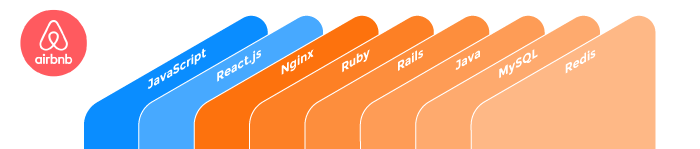 airbnb
JavaScript
React.js
Nginx
Ruby
Rails
Java
MySQL
Redis